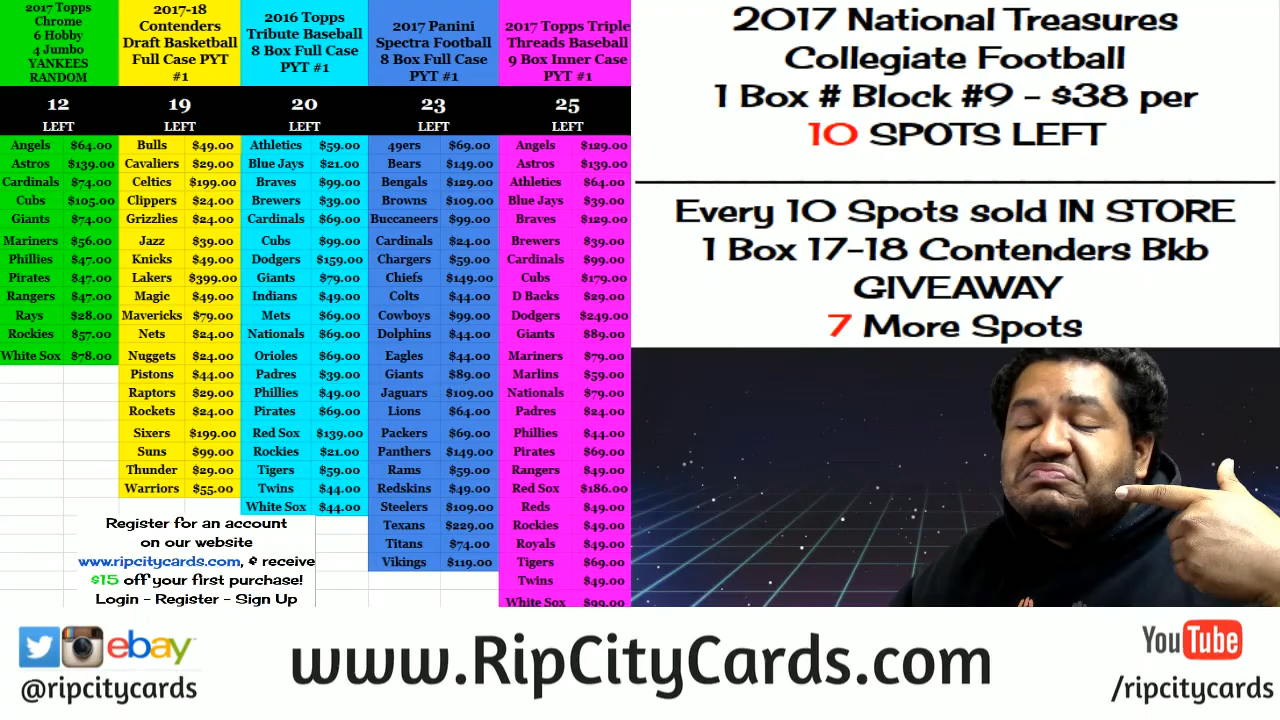 2017 Topps
Chrome
6 Hobby
4 Jumbo
YANKEES
RANDOM
12
LEFT
Angels $64.00
Astros $139.00
Cardinals $74.00
Cubs $105.00
Giants $74.00
Mariners $56.00
Phillies $47.00
Pirates $47.00
Rangers $47.00
Rays $28.00
Rockies $57.00
White Sox $78.00
2017-18
Contenders
Draft Basketball
Full Case PYT
#1
19
LEFT
Bulls $49.00
Cavaliers $29.00
Celtics $199.00
Clippers $24.00
Grizzlies $24.00
Jazz $39.00
Knicks $49.00
Lakers $399.00
Magic $49.00
Mavericks $79.00
Nets $24.00
Nuggets $24.00
Pistons $44.00
Raptors $29.00
Rockets $24.00
Sixers $199.00
Suns $99.00
Thunder $29.00
Warriors $55.00
2016 Topps
Tribute Baseball
8 Box Full Case
PYT #1
20
LEFT
Athletics $59.00
Blue Jays $21.00
Braves $99.00
Brewers $39.00
Cardinals $69.00
Cubs $99.00
Dodgers $159.00
Giants $79.00
Indians $49.00
Mets $69.00
Nationals $69.00
Orioles $69.00
Padres $39.00
Phillies $49.00
Pirates $69.00
Red Sox $139.00
Rockies $21.00
Tigers $59.00
Twins $44.00
White Sox $44.00
2017 Panini
Spectra Football
8 Box Full Case
PYT #1
23
LEFT
49ers $69.00
Bears $149.00
Bengals $129.00
Browns $109.00
Buccaneers $99.00
Cardinals $24.00
Chargers $59.00
Chiefs $149.00
Colts $44.00
Cowboys $99.00
Dolphins $44.00
Eagles $44.00
Giants $89.00
Jaguars $109.00
Lions $64.00
Packers $69.00
Panthers $149.00
Rams $59.00
Redskins $49.00
Steelers $109.00
Texans $229.00
Titans $74.00
Vikings $119.00
2017 Topps Triple
Threads Baseball
9 Box Inner Case
PYT #1
25
LEFT
Angels $129.00
Astros $139.00
Athletics $64.00
Blue Jays $39.00
Braves $129.00
Brewers $39.00
Cardinals $99.00
Cubs $179.00
D Backs $29.00
Dodgers $249.00
Giants $89.00
Mariners $79.00
Marlins $59.00
Nationals $79.00
Padres $24.00
Phillies $44.00
Pirates $69.00
Rangers $49.00
Red Sox $186.00
Reds $49.00
Rockies $49.00
Royals $49.00
Tigers $69.00
Twins $49.00
White Sox $99.00
Register for an account
on our website
www.ripcitycards.com, & receive
$15 off your first purchase!
Login - Register - Sign Up
2017 National Treasures
Collegiate Football
1 Box # Block #9 - $38 per
10 SPOTS LEFT
Every 10 Spots sold IN STORE
1 Box 17-18 Contenders Bkb
GIVEAWAY
7 More Spots
ebay
@ripcitycards
www.RipCityCards.com
YouTube
/ripcitycards